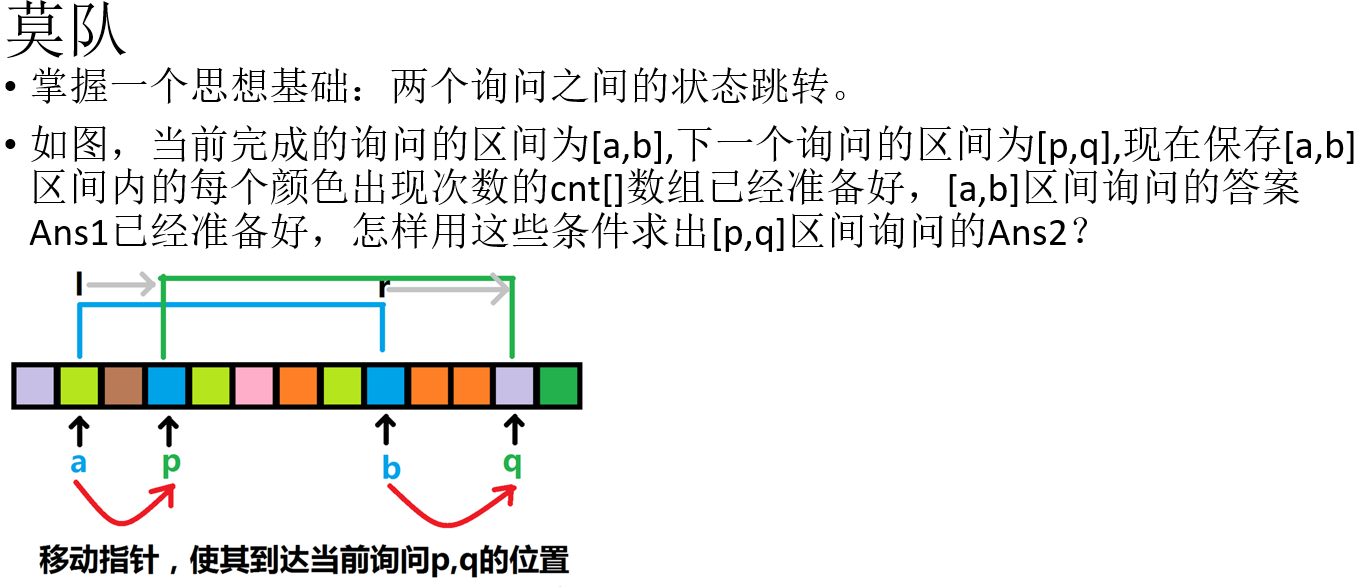 莫队
• 掌握一个思想基础：两个询问之间的状态跳转。
• 如图，当前完成的询问的区间为[a,b],下一个询问的区间为[p,q],现在保存[a,b]
区间内的每个颜色出现次数的cnt[]数组已经准备好，[a,b]区间询问的答案
Ans1已经准备好，怎样用这些条件求出[p,q]区间询问的Ans2？
l r
a p b q
移动指针，使其到达当前询问p,q的位置